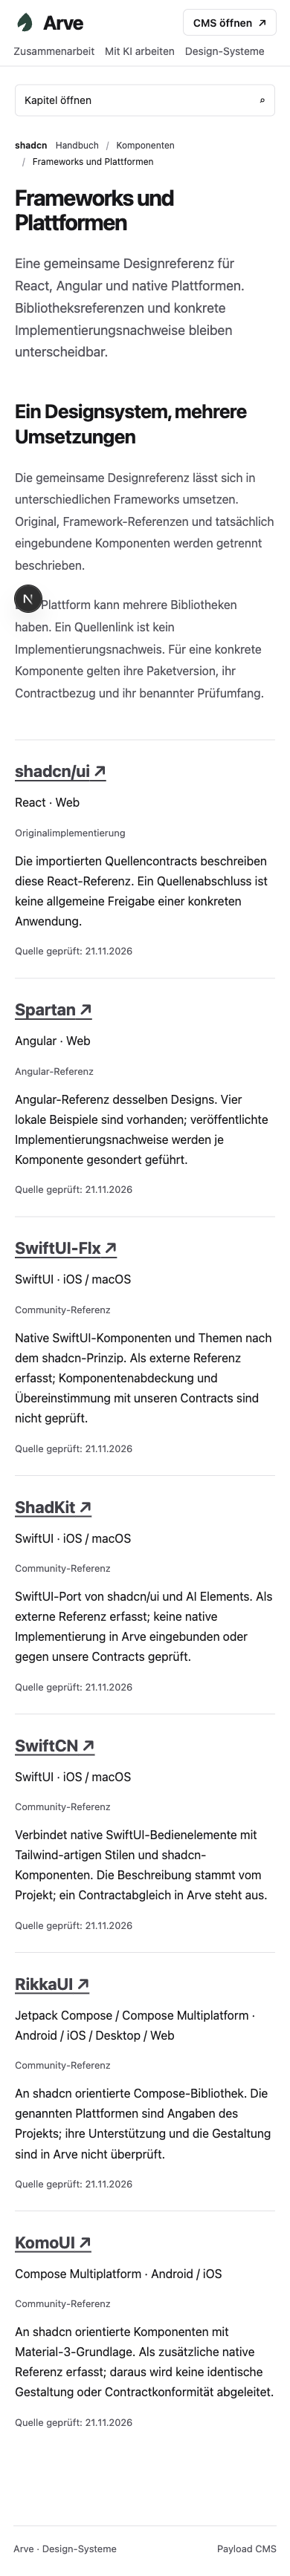 Arve
CMS öffnen ↗
Zusammenarbeit Mit KI arbeiten Design-Systeme
Kapitel öffnen
shadcn Handbuch / Komponenten
/ Frameworks und Plattformen
Frameworks und
Plattformen
Eine gemeinsame Designreferenz für
React, Angular und native Plattformen.
Bibliotheksreferenzen und konkrete
Implementierungsnachweise bleiben
unterscheidbar.
Ein Designsystem, mehrere
Umsetzungen
Die gemeinsame Designreferenz lässt sich in
unterschiedlichen Frameworks umsetzen.
Original, Framework-Referenzen und tatsächlich
eingebundene Komponenten werden getrennt
beschrieben.
N
Plattform kann mehrere Bibliotheken
haben. Ein Quellenlink ist kein
Implementierungsnachweis. Für eine konkrete
Komponente gelten ihre Paketversion, ihr
Contractbezug und ihr benannter Prüfumfang.
shadcn/ui ↗
React · Web
Originalimplementierung
Die importierten Quellencontracts beschreiben
diese React-Referenz. Ein Quellenabschluss ist
keine allgemeine Freigabe einer konkreten
Anwendung.
Quelle geprüft: 21.11.2026
Spartan ↗
Angular · Web
Angular-Referenz
Angular-Referenz desselben Designs. Vier
lokale Beispiele sind vorhanden; veröffentlichte
Implementierungsnachweise werden je
Komponente gesondert geführt.
Quelle geprüft: 21.11.2026
SwiftUI-Flx ↗
SwiftUI · iOS / macOS
Community-Referenz
Native SwiftUI-Komponenten und Themen nach
dem shadcn-Prinzip. Als externe Referenz
erfasst; Komponentenabdeckung und
Übereinstimmung mit unseren Contracts sind
nicht geprüft.
Quelle geprüft: 21.11.2026
ShadKit ↗
SwiftUI · iOS / macOS
Community-Referenz
SwiftUI-Port von shadcn/ui und AI Elements. Als
externe Referenz erfasst; keine native
Implementierung in Arve eingebunden oder
gegen unsere Contracts geprüft.
Quelle geprüft: 21.11.2026
SwiftCN ↗
SwiftUI · iOS / macOS
Community-Referenz
Verbindet native SwiftUI-Bedienelemente mit
Tailwind-artigen Stilen und shadcn-
Komponenten. Die Beschreibung stammt vom
Projekt; ein Contractabgleich in Arve steht aus.
Quelle geprüft: 21.11.2026
RikkaUI ↗
Jetpack Compose / Compose Multiplatform ·
Android / iOS / Desktop / Web
Community-Referenz
An shadcn orientierte Compose-Bibliothek. Die
genannten Plattformen sind Angaben des
Projekts; ihre Unterstützung und die Gestaltung
sind in Arve nicht überprüft.
Quelle geprüft: 21.11.2026
KomoUI ↗
Compose Multiplatform · Android / iOS
Community-Referenz
An shadcn orientierte Komponenten mit
Material-3-Grundlage. Als zusätzliche native
Referenz erfasst; daraus wird keine identische
Gestaltung oder Contractkonformität abgeleitet.
Quelle geprüft: 21.11.2026
Arve · Design-Systeme
Payload CMS